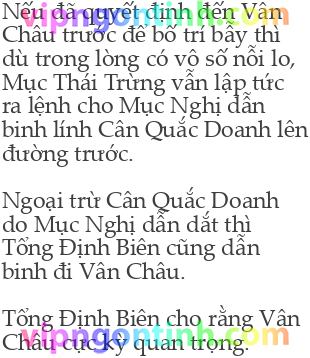 Nếu đã quyết định đến Vân
Châu trước để bố trí bẫy thì
dù trong lòng có vô số nỗi lo,
Mục Thái Trừng vẫn lập tức
ra lệnh cho Mục Nghị dẫn
binh lính Cân Quắc Doanh lên
đường trước.
Ngoại trừ Cân Quắc Doanh
do Mục Nghị dẫn dắt thì
Tổng Định Biên cũng dẫn
binh đi Vân Châu.
Tổng Định Biên cho rằng Vân
Châu cực kỳ quan trọng.
vipngontinh.com
vipngontinh.com